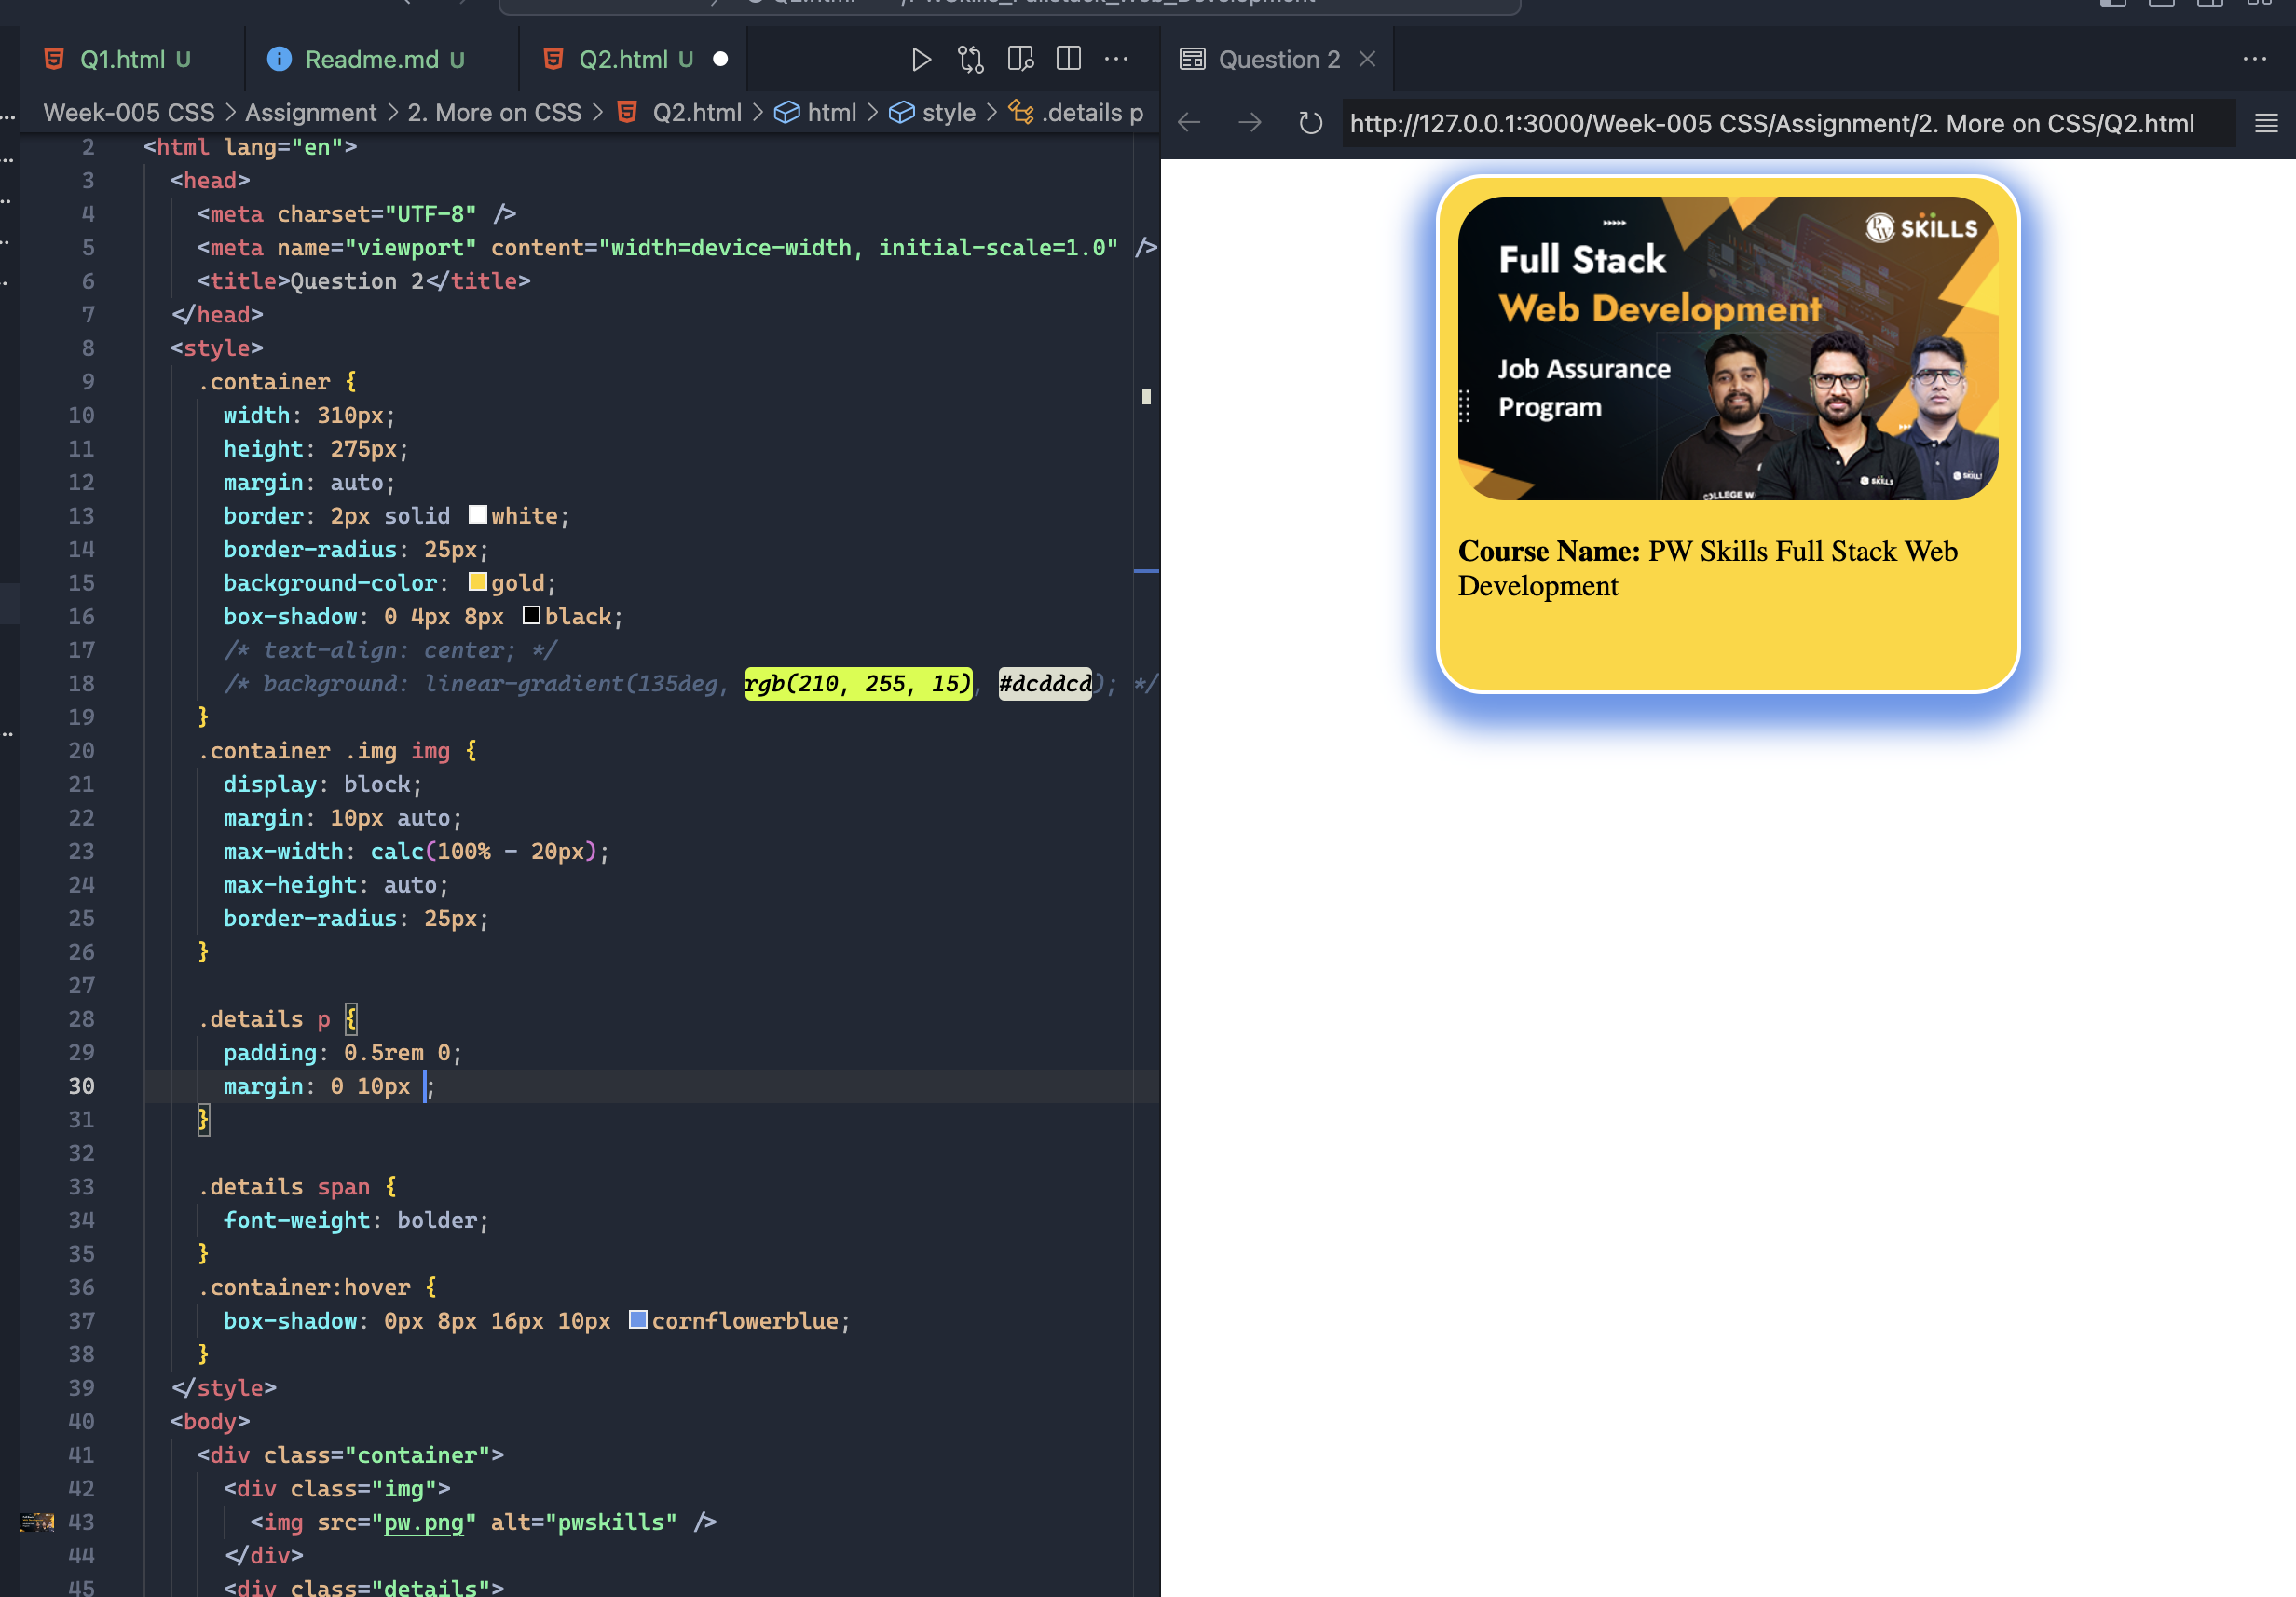 Q1.html U
Readme.md U
Q2.html U
Question 2
Week-005 CSS > Assignment > 2. More on CSS > Q2.html > html > style > .details p
http://127.0.0.1:3000/Week-005 CSS/Assignment/2. More on CSS/Q2.html
2 <html lang="en">
3 <head>
4 <meta charset="UTF-8" />
5 <meta name="viewport" content="width=device-width, initial-scale=1.0" />
6 <title>Question 2</title>
7 </head>
8 <style>
9 .container {
10 width: 310px;
11 height: 275px;
12 margin: auto;
13 border: 2px solid white;
14 border-radius: 25px;
15 background-color: gold;
16 box-shadow: 0 4px 8px black;
17 /* text-align: center; */
18 /* background: linear-gradient(135deg, rgb(210, 255, 15), #dcddcd); */
19 }
20 .container .img img {
21 display: block;
22 margin: 10px auto;
23 max-width: calc(100% - 20px);
24 max-height: auto;
25 border-radius: 25px;
26 }
27
28 .details p {
29 padding: 0.5rem 0;
30 margin: 0 10px ;
31 }
32
33 .details span {
34 font-weight: bolder;
35 }
36 .container:hover {
37 box-shadow: 0px 8px 16px 10px cornflowerblue;
38 }
39 </style>
40 <body>
41 <div class="container">
42 <div class="img">
43 <img src="pw.png" alt="pwskills" />
44 </div>
45 <div class="details">
PW SKILLS
Full Stack
Web Development
Job Assurance
Program
COLLEGE W
SKILLS
SKILL
Course Name: PW Skills Full Stack Web
Development